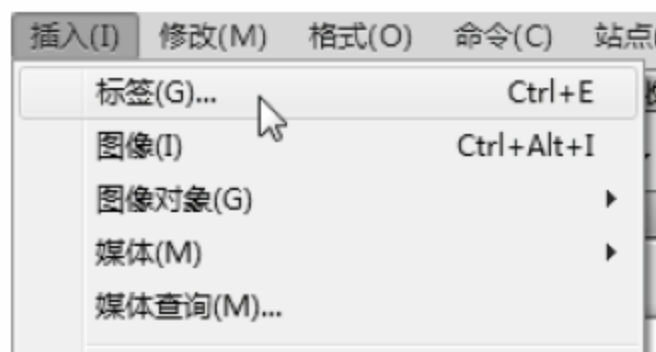 插入(I) 修改(M) 格式(O) 命令(C) 站点(
标签(G)... Ctrl+E
图像(I) Ctrl+Alt+I
图像对象(G)
媒体(M)
媒体查询(M)...